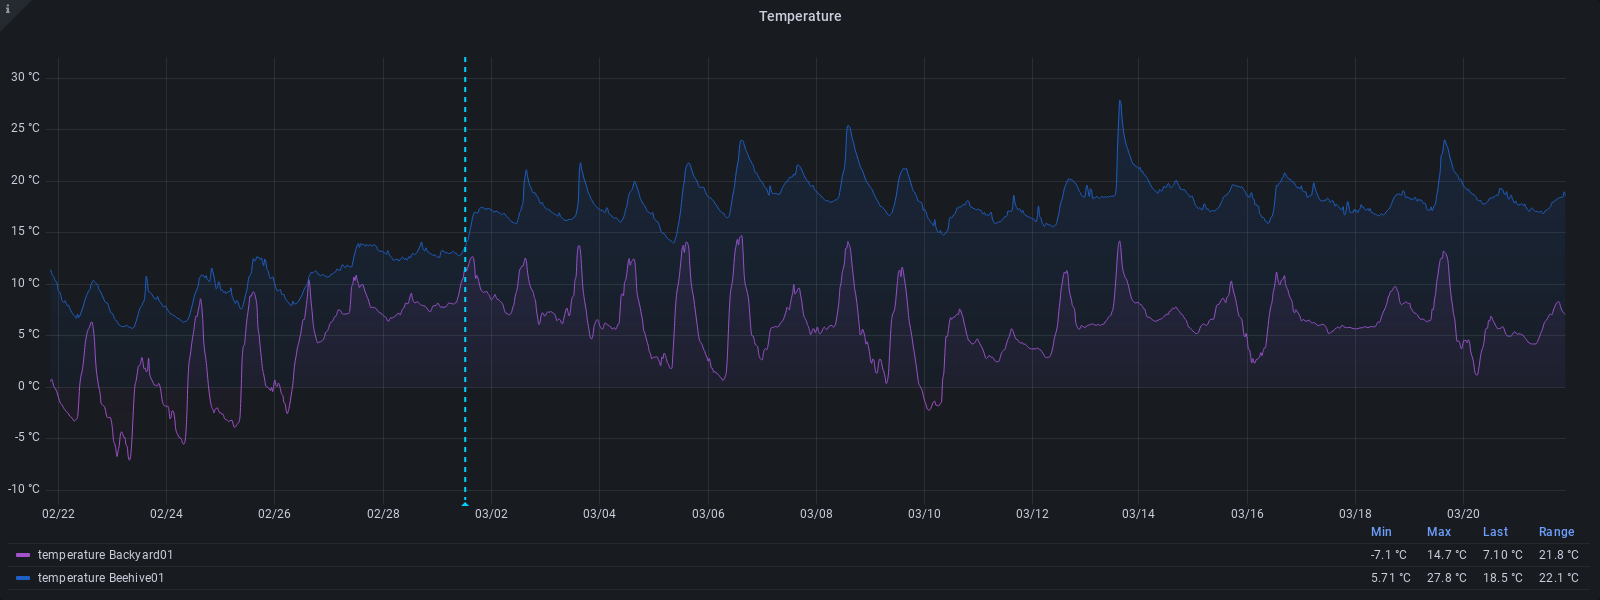 i
Temperature
30 °C
25 °C
20 °C
15 °C
10 °C
5 °C
0 °C
-5 °C
-10 °C
02/22 02/24 02/26 02/28 03/02 03/04 03/06 03/08 03/10 03/12 03/14 03/16 03/18 03/20
Min Max Last Range
temperature Backyard01 -7.1 °C 14.7 °C 7.10 °C 21.8 °C
temperature Beehive01 5.71 °C 27.8 °C 18.5 °C 22.1 °C